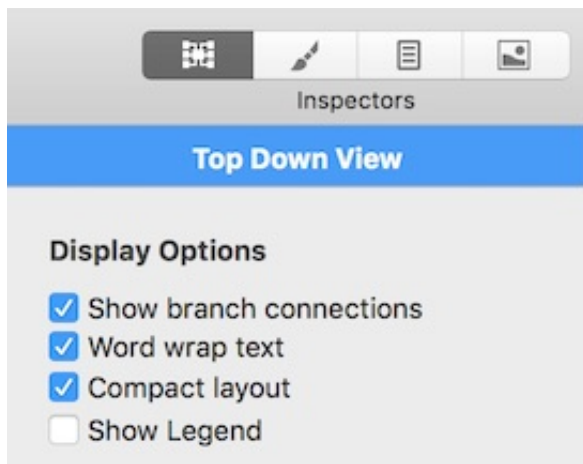 Inspectors
Top Down View
Display Options
Show branch connections
Word wrap text
Compact layout
Show Legend